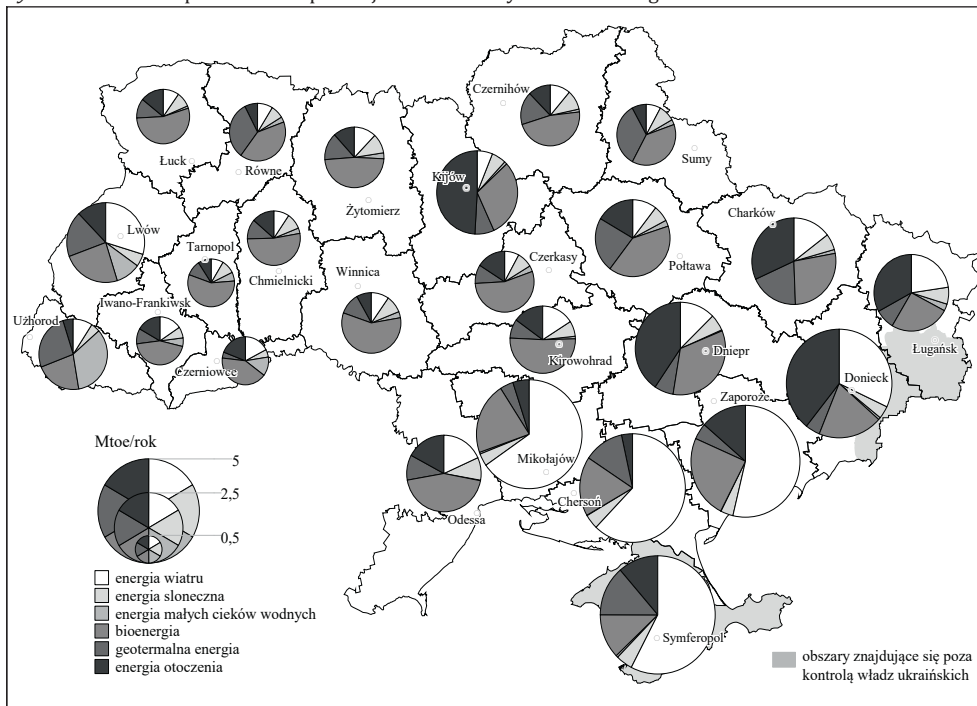 Czernihów
Łuck
Równe
Kijów
Sumy
Żytomierz
Charków
Lwów
Tarnopol
Chmielnicki
Winnica
Czerkasy
Połtawa
Iwano-Frankiwsk
Użhorod
Czerniowce
Kirowohrad
Dniepr
Ługańsk
Donieck
Zaporoże
Mikołajów
Chersoń
Odessa
Symferopol
Mtoe/rok
5
2,5
0,5
energia wiatru
energia sloneczna
energia małych cieków wodnych
bioenergia
geotermalna energia
energia otoczenia
obszary znajdujące się poza
kontrolą władz ukraińskich